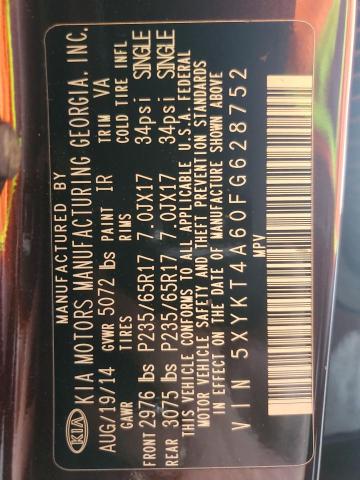 MANUFACTURED BY
KIA KIA MOTORS MANUFACTURING GEORGIA, INC.
AUG/19/14 GVWR 5072 lbs PAINT IR TRIM VA
GAWR TIRES RIMS COLD TIRE INFL
FRONT 2976 lbs P235/65R17 7.0JX17 34psi SINGLE
REAR 3075 lbs P235/65R17 7.0JX17 34psi SINGLE
THIS VEHICLE CONFORMS TO ALL APPLICABLE U.S.A. FEDERAL
MOTOR VEHICLE SAFETY AND THEFT PREVENTION STANDARDS
IN EFFECT ON THE DATE OF MANUFACTURE SHOWN ABOVE
VIN 5XYKT4A60FG628752
MPV